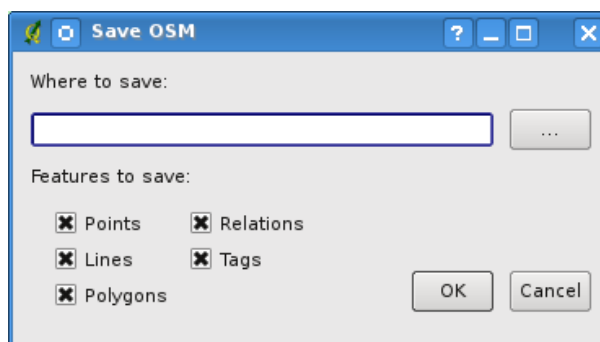 Save OSM
Where to save:
...
Features to save:
Points Relations
Lines Tags
Polygons
OK Cancel